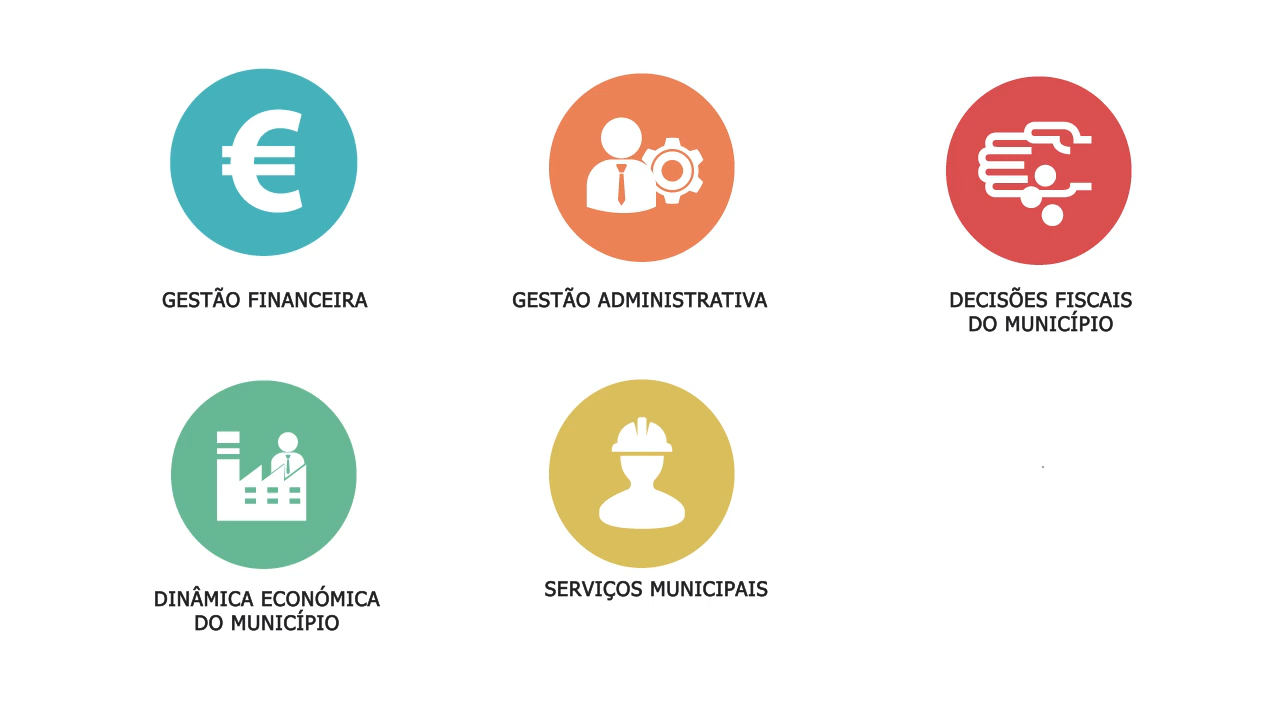 GESTÃO FINANCEIRA
GESTÃO ADMINISTRATIVA
DECISÕES FISCAIS
DO MUNICÍPIO
DINÂMICA ECONÓMICA
DO MUNICÍPIO
SERVIÇOS MUNICIPAIS